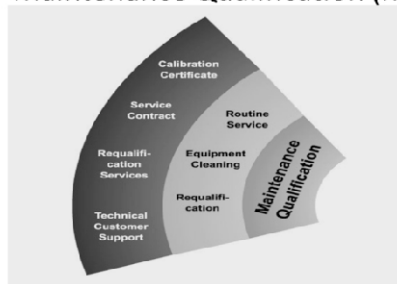 Calibration
Certificate
Service
Contract
Requalifi-
cation
Services
Technical
Customer
Support
Routine
Service
Equipment
Cleaning
Requalifi-
cation
Maintenance
Qualification